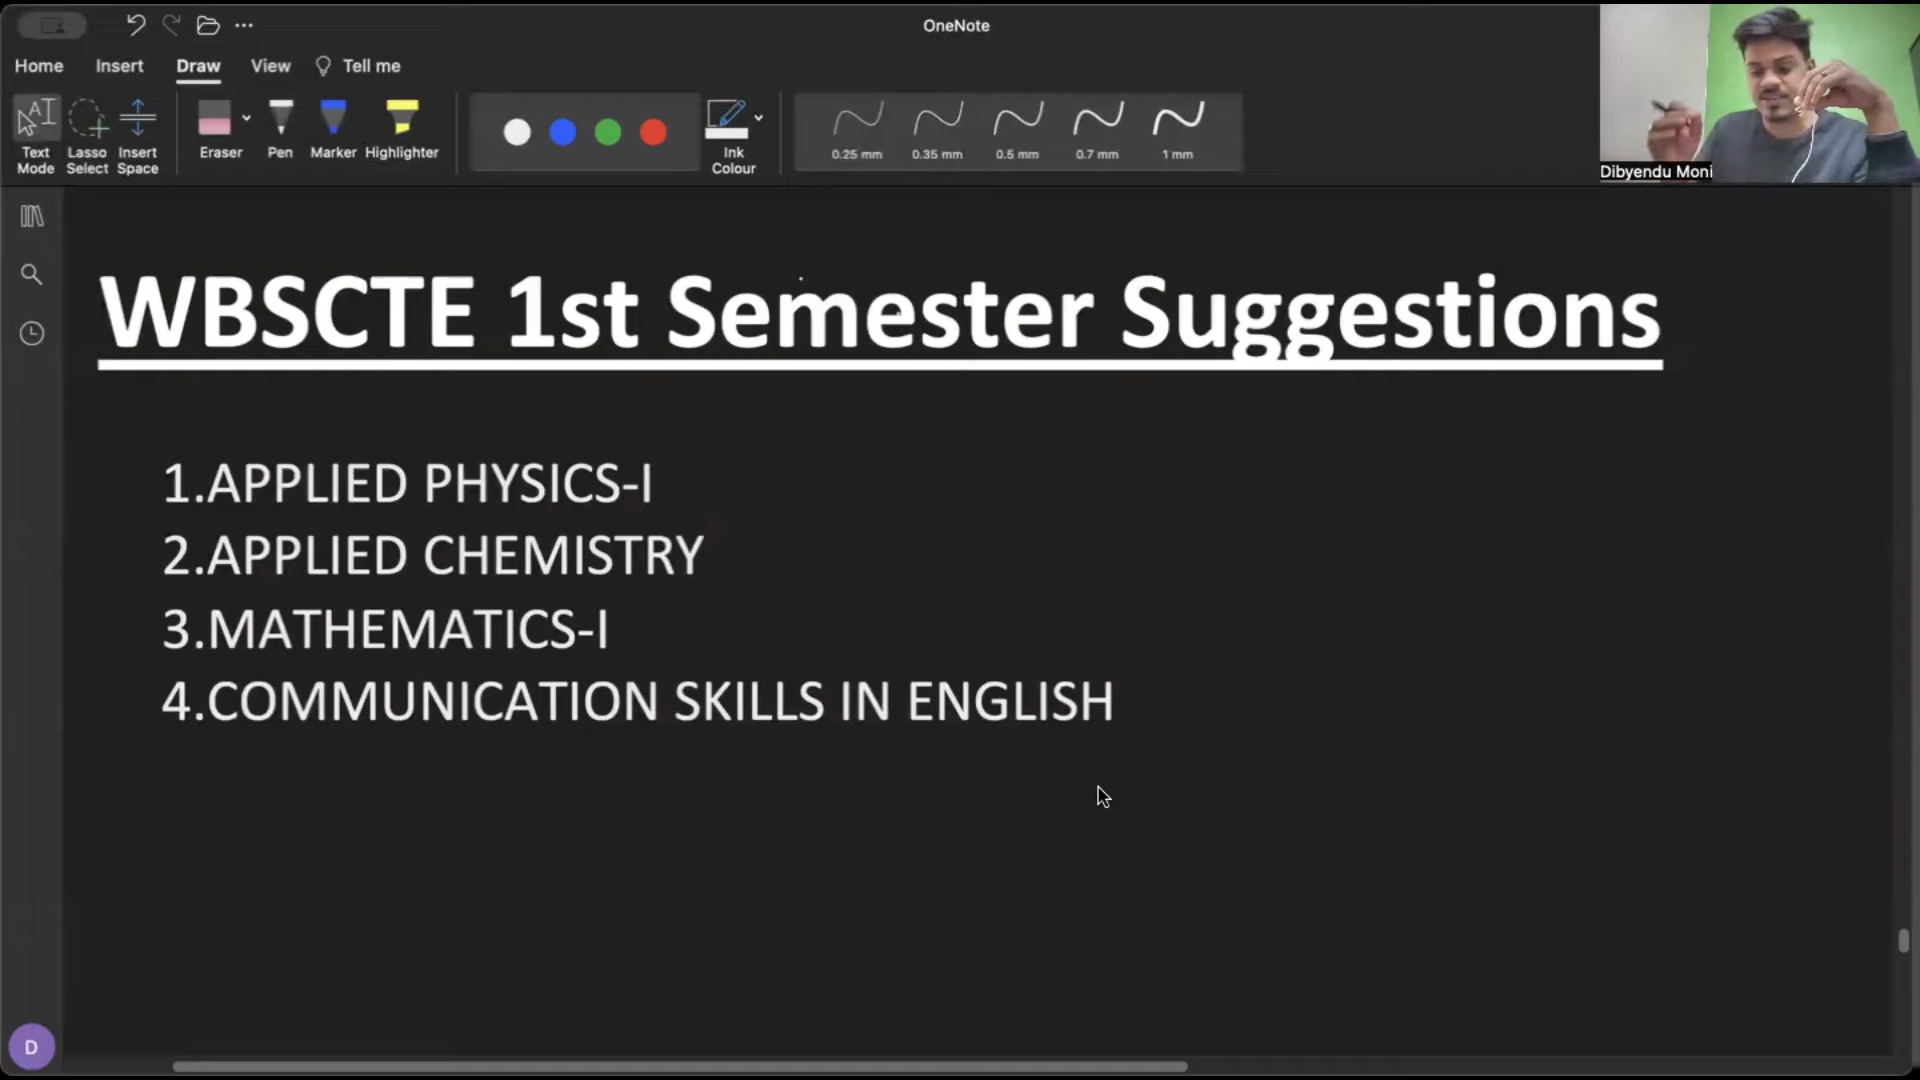 OneNote
Home Insert Draw View Tell me
Text Mode
Lasso Select
Insert Space
Eraser
Pen
Marker
Highlighter
Ink Colour
0.25 mm
0.35 mm
0.5 mm
0.7 mm
1 mm
Dibyendu Moni
WBSCTE 1st Semester Suggestions
1.APPLIED PHYSICS-I
2.APPLIED CHEMISTRY
3.MATHEMATICS-I
4.COMMUNICATION SKILLS IN ENGLISH
D